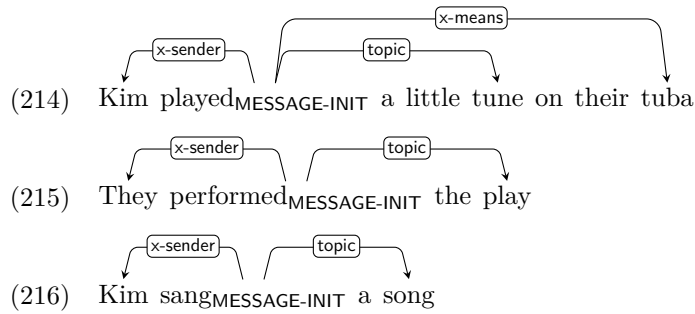 x-means
x-sender topic
(214) Kim played MESSAGE-INIT a little tune on their tuba
x-sender topic
(215) They performed MESSAGE-INIT the play
x-sender topic
(216) Kim sang MESSAGE-INIT a song